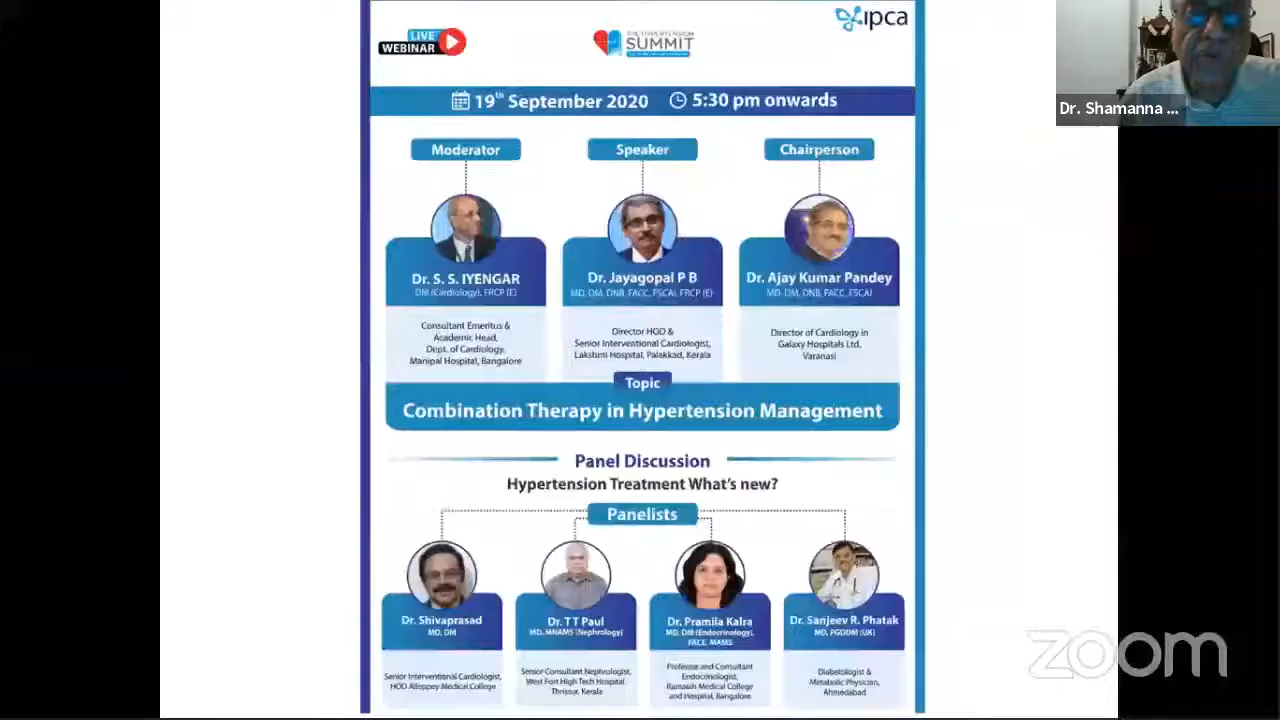 LIVE
WEBINAR
THE HYPERTENSION
SUMMIT
ipca
Dr. Shamanna ...
19th September 2020 5:30 pm onwards
Moderator
Speaker
Chairperson
Dr. S. S. IYENGAR
DM (Cardiology), FRCP (E)
Consultant Emeritus &
Academic Head,
Dept. of Cardiology,
Manipal Hospital, Bangalore
Dr. Jayagopal P B
MD, DM, DNB, FACC, FSCAI, FRCP (E)
Director HOD &
Senior Interventional Cardiologist,
Lakshmi Hospital, Palakkad, Kerala
Dr. Ajay Kumar Pandey
MD, DM, DNB, FACC, FSCAI
Director of Cardiology in
Galaxy Hospitals Ltd,
Varanasi
Topic
Combination Therapy in Hypertension Management
Panel Discussion
Hypertension Treatment What's new?
Panelists
Dr. Shivaprasad
MD, DM
Senior Interventional Cardiologist,
HOD Alleppey Medical College
Dr. T T Paul
MD, MNAMS (Nephrology)
Senior Consultant Nephrologist,
West Fort High Tech Hospital,
Thrissur, Kerala
Dr. Pramila Kalra
MD, DM (Endocrinology),
FACE, MAMS
Professor and Consultant
Endocrinologist,
Ramaiah Medical College
and Hospital, Bangalore
Dr. Sanjeev R. Phatak
MD, PGDDM (UK)
Diabetologist &
Metabolic Physician,
Ahmedabad
zoom